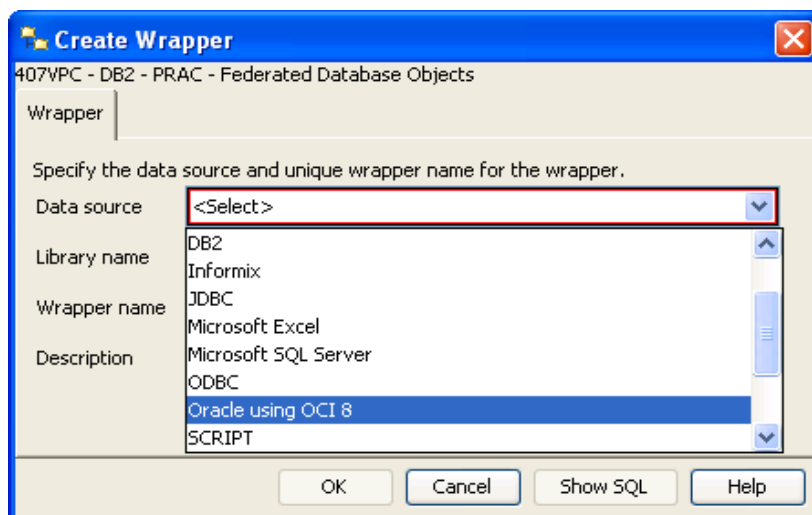 Create Wrapper
407VPC - DB2 - PRAC - Federated Database Objects
Wrapper
Specify the data source and unique wrapper name for the wrapper.
Data source
<Select>
Library name
Wrapper name
Description
DB2
Informix
JDBC
Microsoft Excel
Microsoft SQL Server
ODBC
Oracle using OCI 8
SCRIPT
OK
Cancel
Show SQL
Help